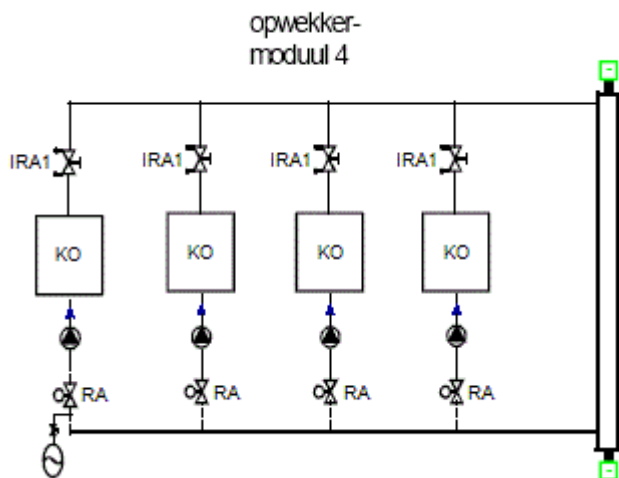 opwekker-
moduul 4
IRA1 IRA1 IRA1 IRA1
KO KO KO KO
RA RA RA RA